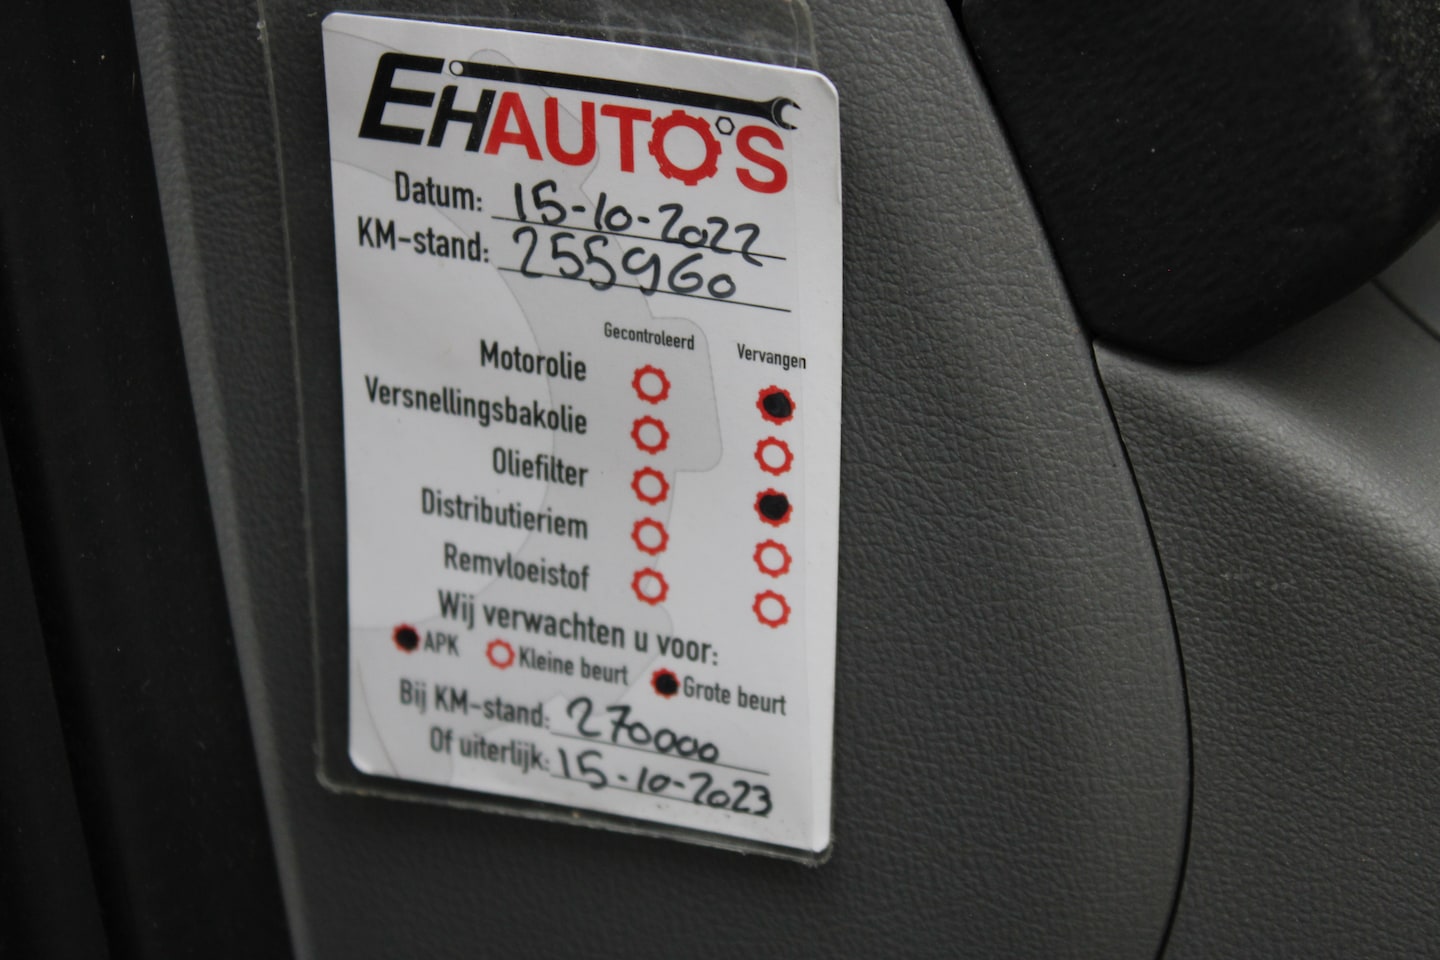 EHAUTO'S
Datum: 15-10-2022
KM-stand: 255960
Gecontroleerd Vervangen
Motorolie
Versnellingsbakolie
Oliefilter
Distributieriem
Remvloeistof
Wij verwachten u voor:
APK Kleine beurt Grote beurt
Bij KM-stand: 270000
Of uiterlijk: 15-10-2023